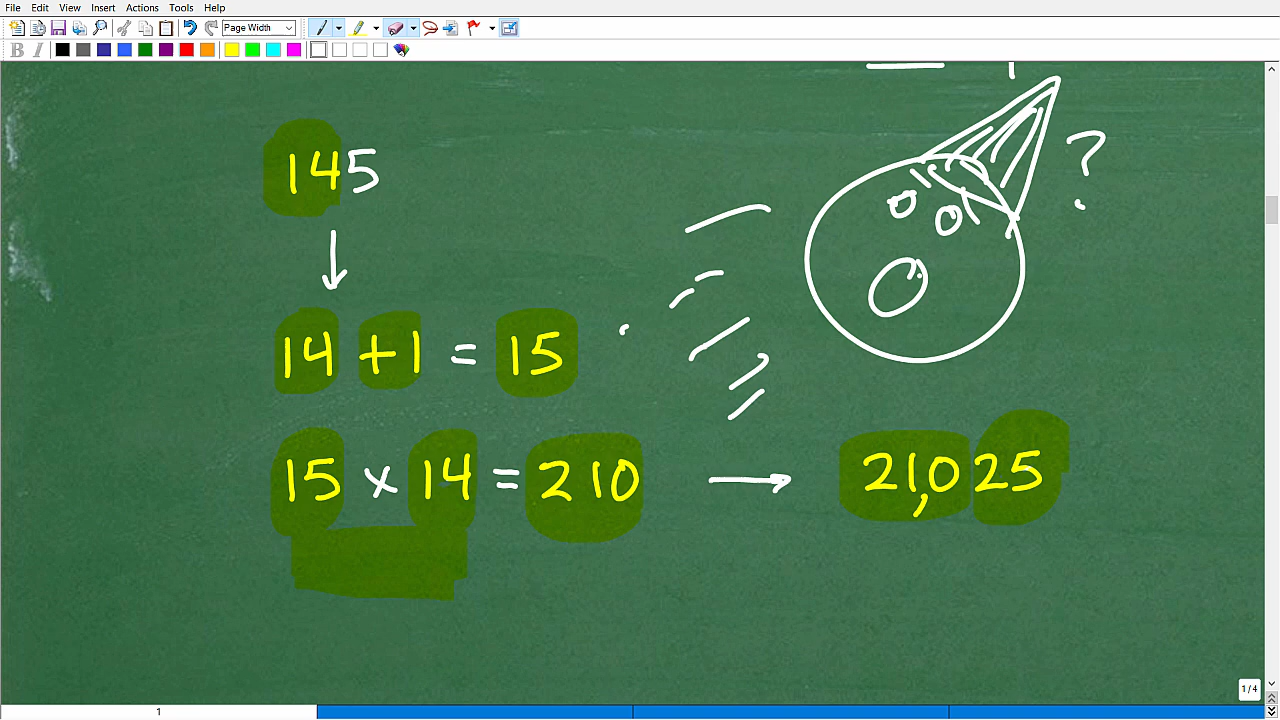 File Edit View Insert Actions Tools Help
Page Width
B I
145
?
14 +1 = 15
15 x 14 = 210 → 21,025
1/4
1